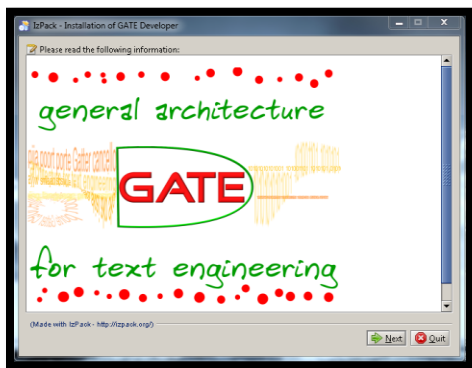 IzPack - Installation of GATE Developer
Please read the following information:
general architecture
GATE
for text engineering
(Made with IzPack - http://izpack.org/)
Next Quit